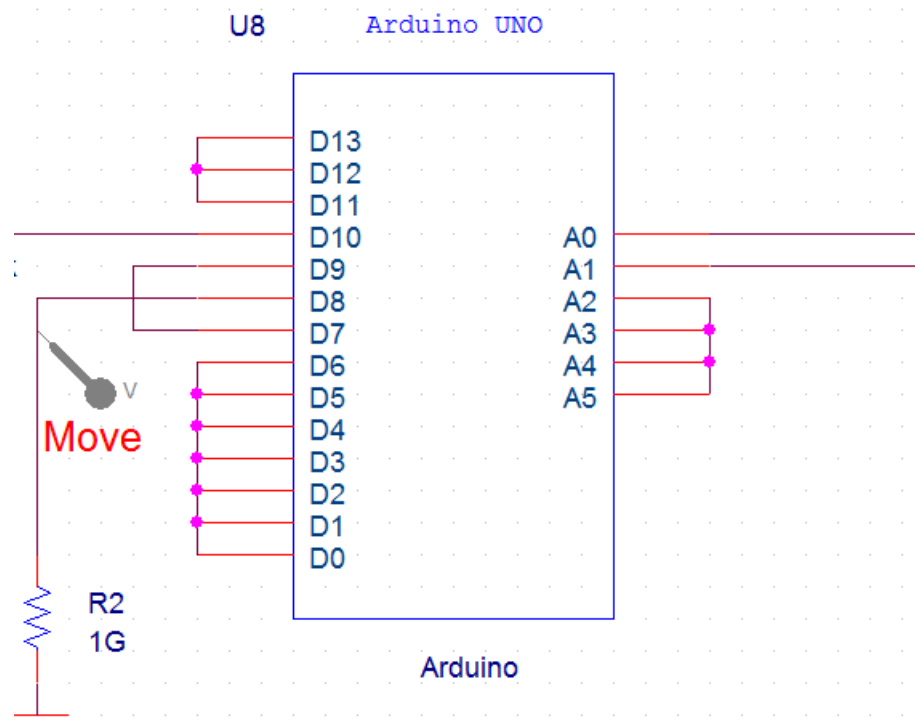 U8 Arduino UNO
D13
D12
D11
D10 A0
D9 A1
D8 A2
D7 A3
D6 A4
D5 A5
V
Move
D4
D3
D2
D1
D0
R2
1G
Arduino